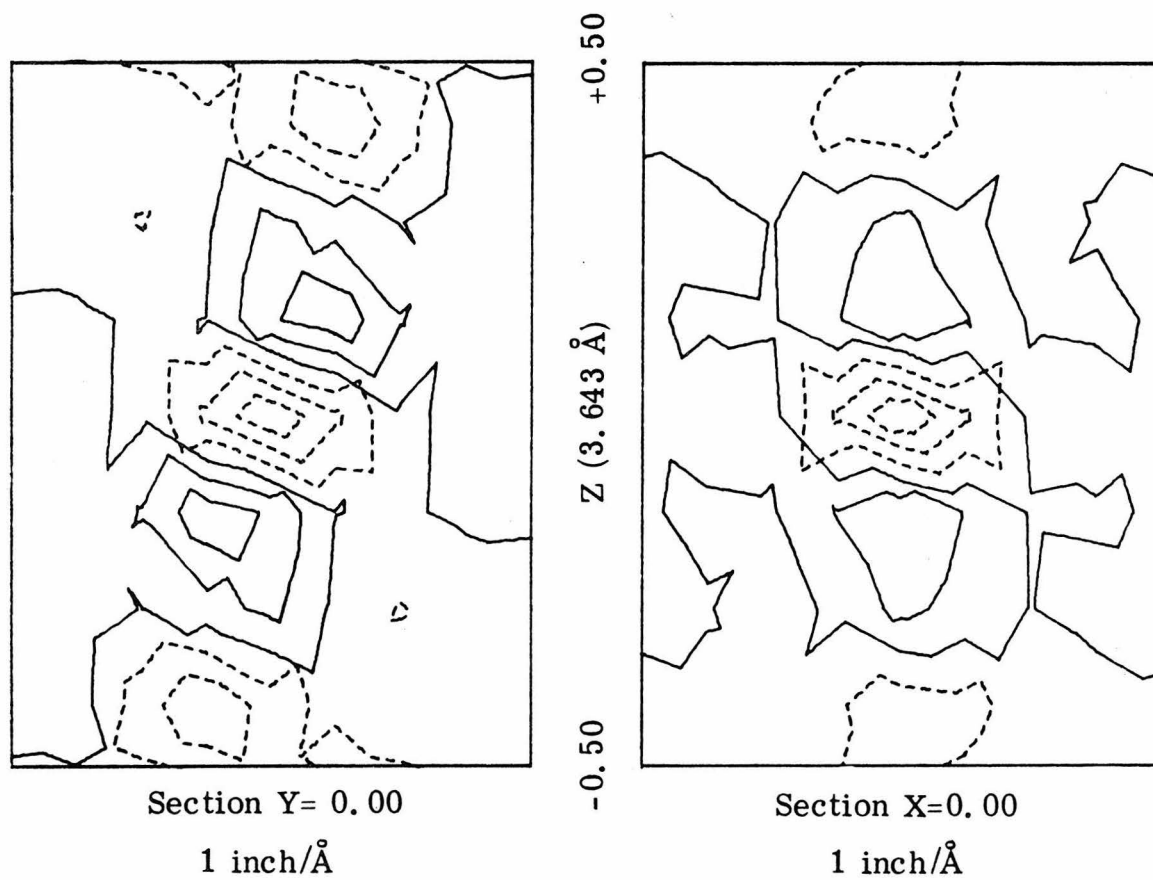 +0.50
Z (3.643 Å)
-0.50
Section Y= 0.00
1 inch/Å
Section X=0.00
1 inch/Å